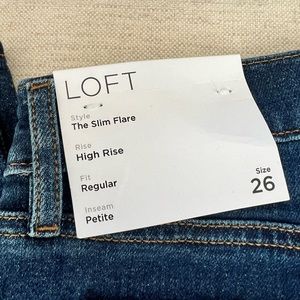 LOFT
Style
The Slim Flare
Rise
High Rise
Fit
Regular
Size
26
Inseam
Petite